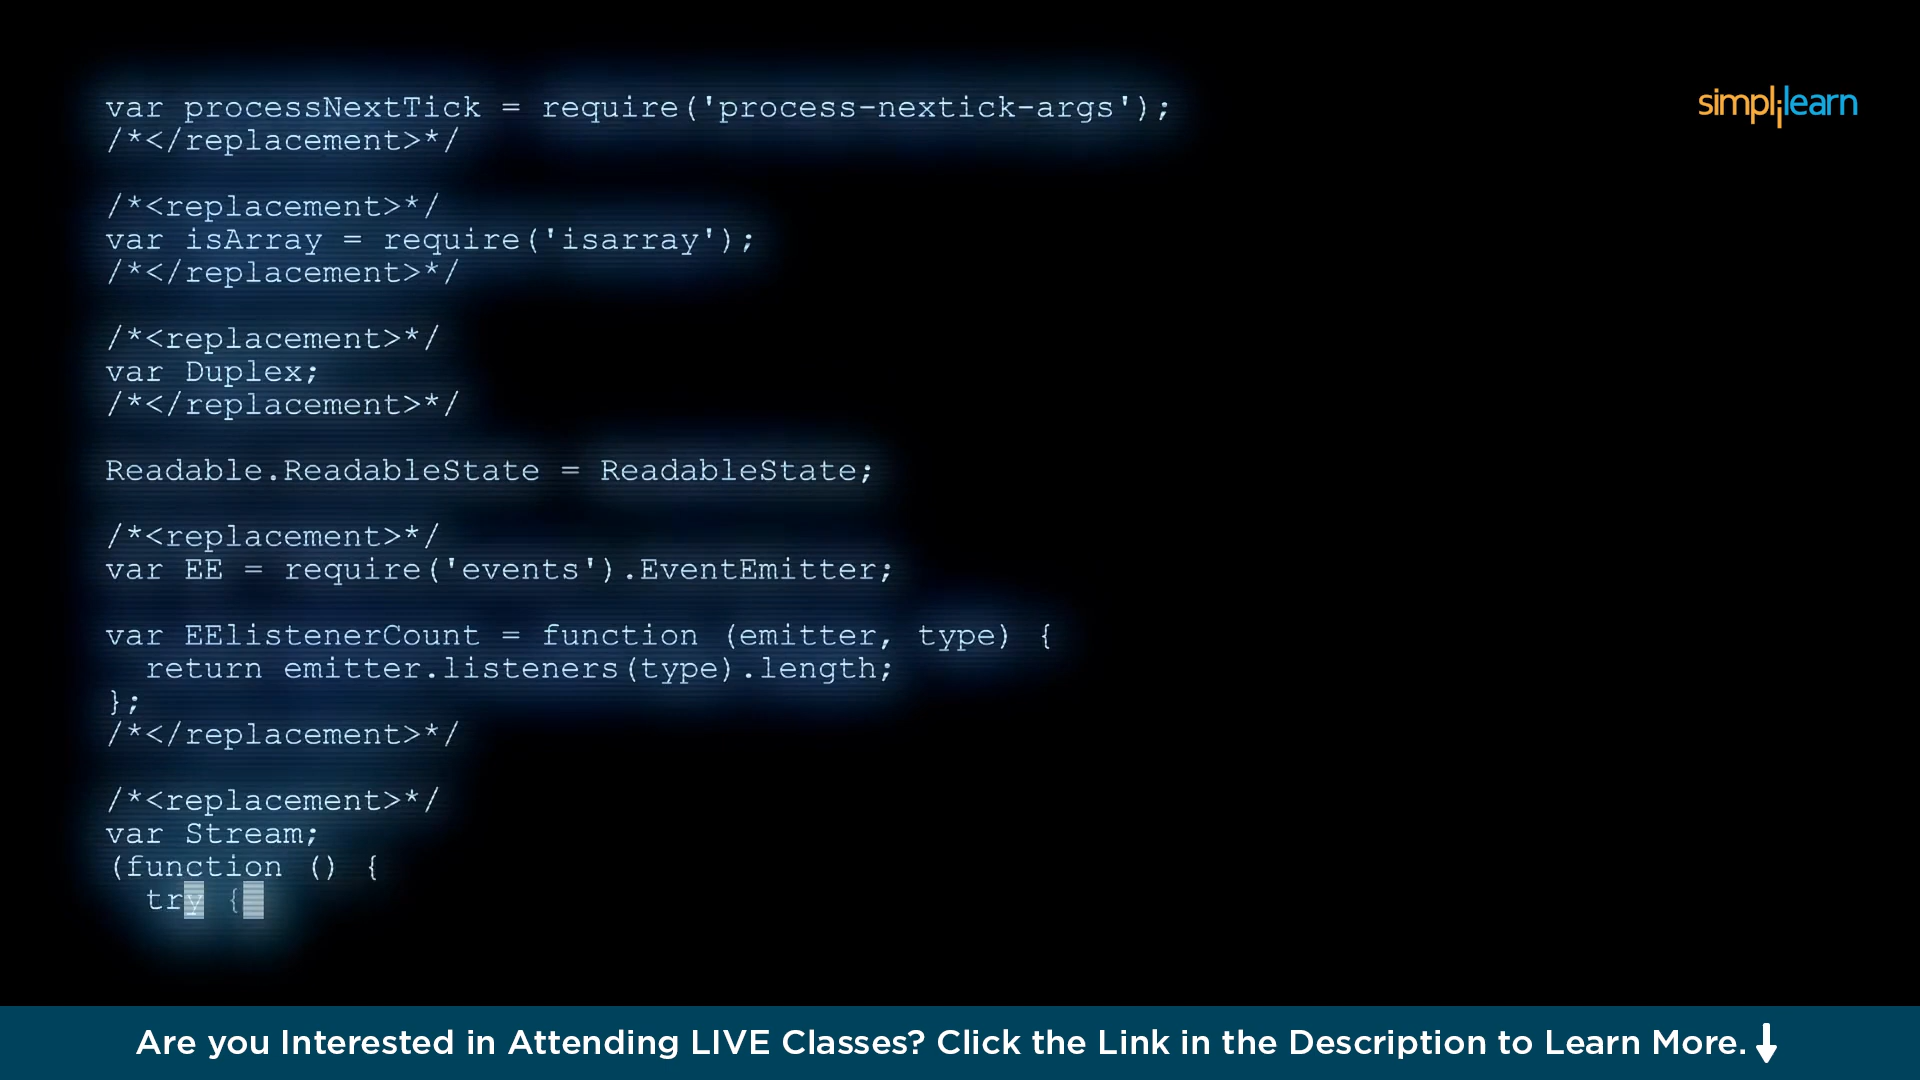 var processNextTick = require('process-nextick-args');
/*</replacement>*/
/*<replacement>*/
var isArray = require('isarray');
/*</replacement>*/
/*<replacement>*/
var Duplex;
/*</replacement>*/
Readable.ReadableState = ReadableState;
/*<replacement>*/
var EE = require('events').EventEmitter;
var EElistenerCount = function (emitter, type) {
  return emitter.listeners(type).length;
};
/*</replacement>*/
/*<replacement>*/
var Stream;
(function () {
  try {
simplilearn
Are you Interested in Attending LIVE Classes? Click the Link in the Description to Learn More.